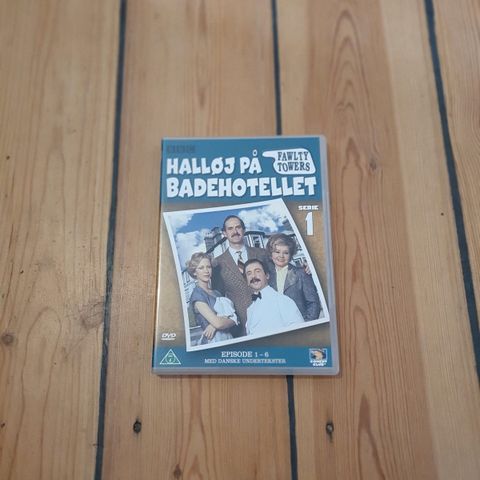 BBC
HALLØJ PÅ
FAWLTY
TOWERS
BADEHOTELLET
SERIE
1
EPISODE 1 - 6
MED DANSKE UNDERTEKSTER
DVD